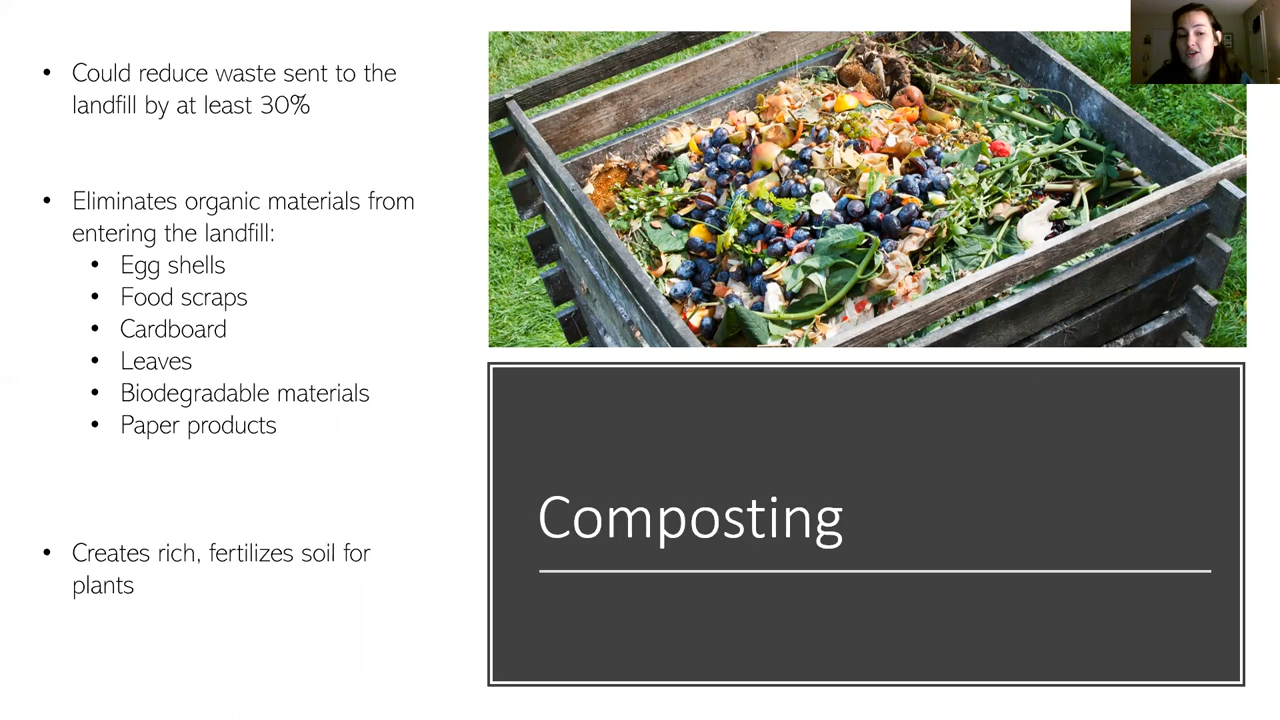 • Could reduce waste sent to the
landfill by at least 30%
• Eliminates organic materials from
entering the landfill:
• Egg shells
• Food scraps
• Cardboard
• Leaves
• Biodegradable materials
• Paper products
• Creates rich, fertilizes soil for
plants
Composting